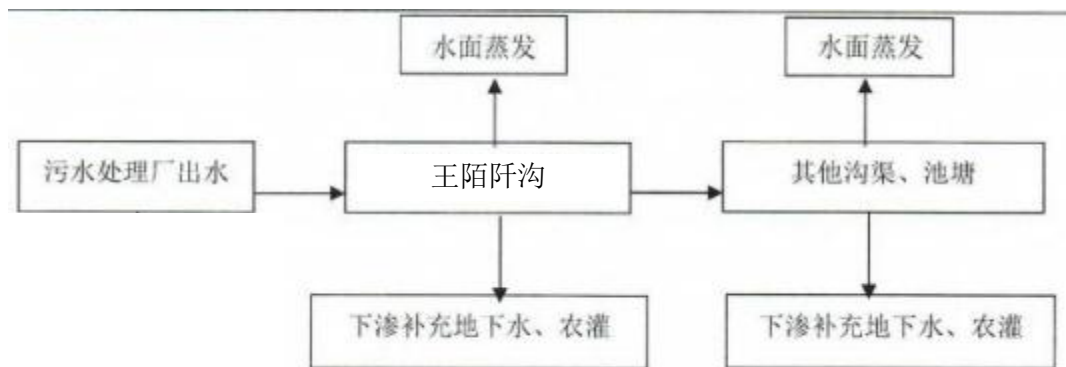 水面蒸发
水面蒸发
污水处理厂出水
王陌阡沟
其他沟渠、池塘
下渗补充地下水、农灌
下渗补充地下水、农灌